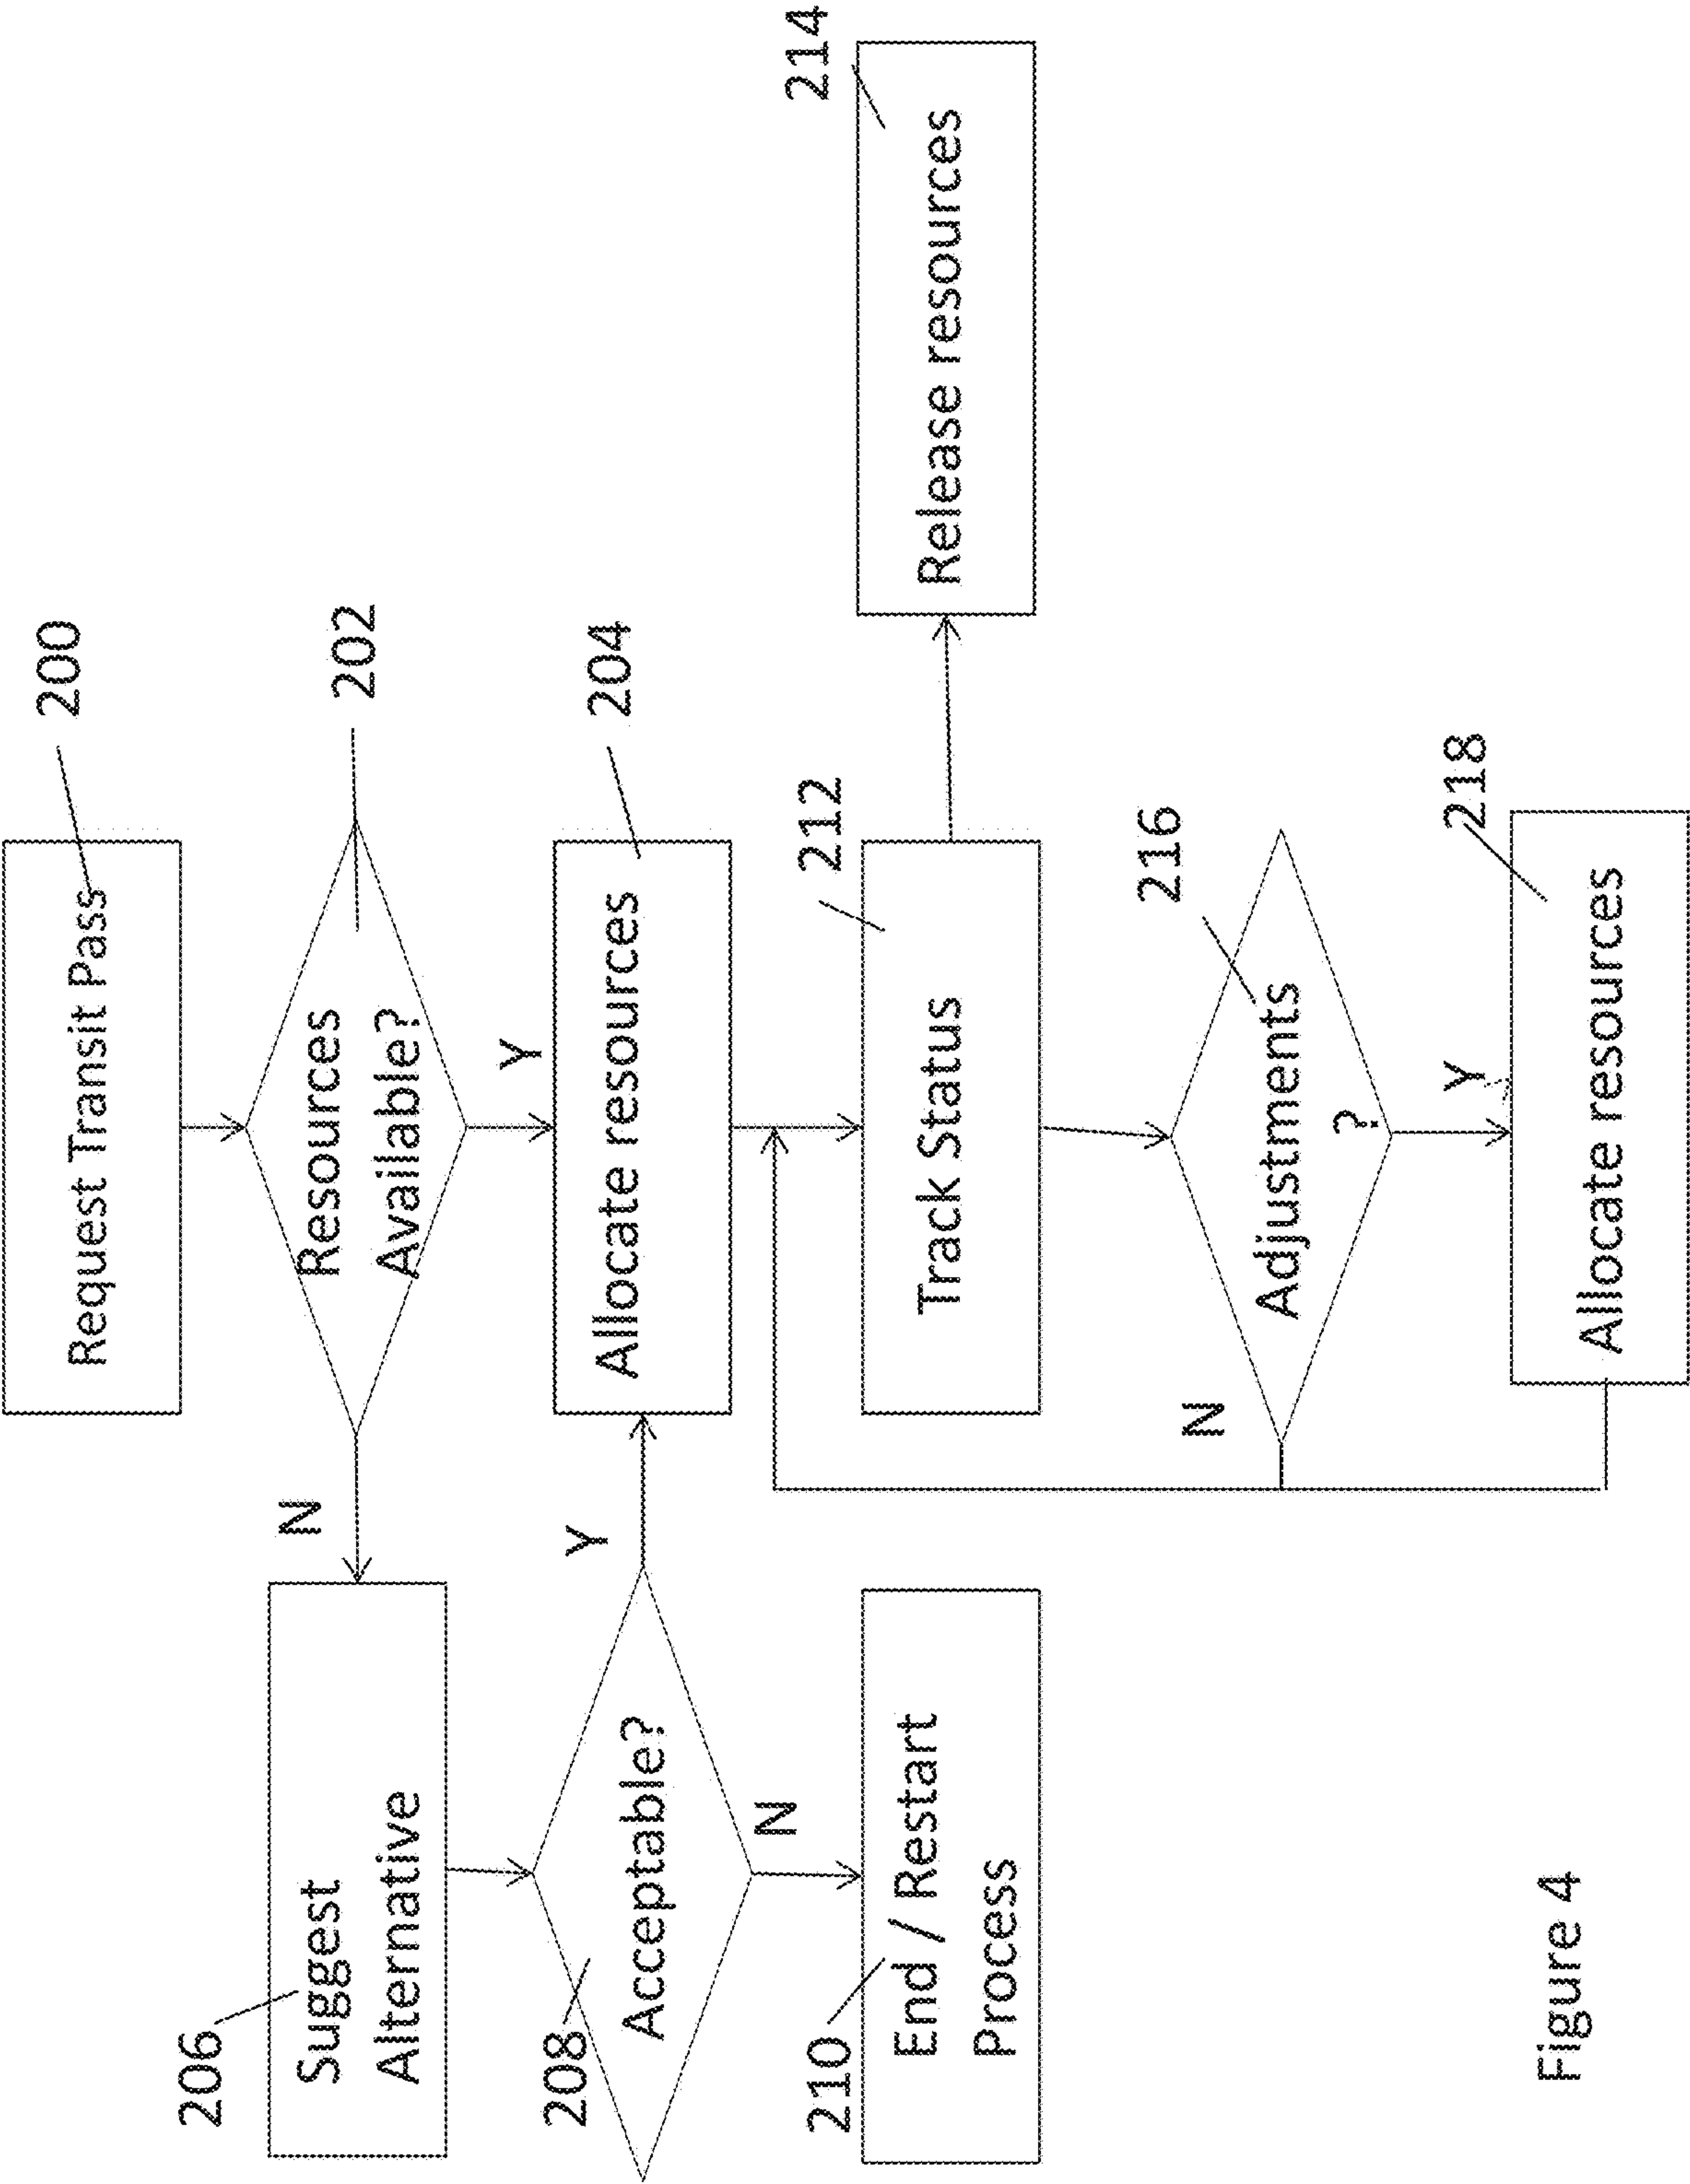 200
Request Transit Pass
202
Resources
Available?
N
Y
206
Suggest
Alternative
204
Allocate resources
208
Acceptable?
Y
N
210
End / Restart
Process
212
Track Status
214
Release resources
216
Adjustments
?
N
Y
218
Allocate resources
Figure 4